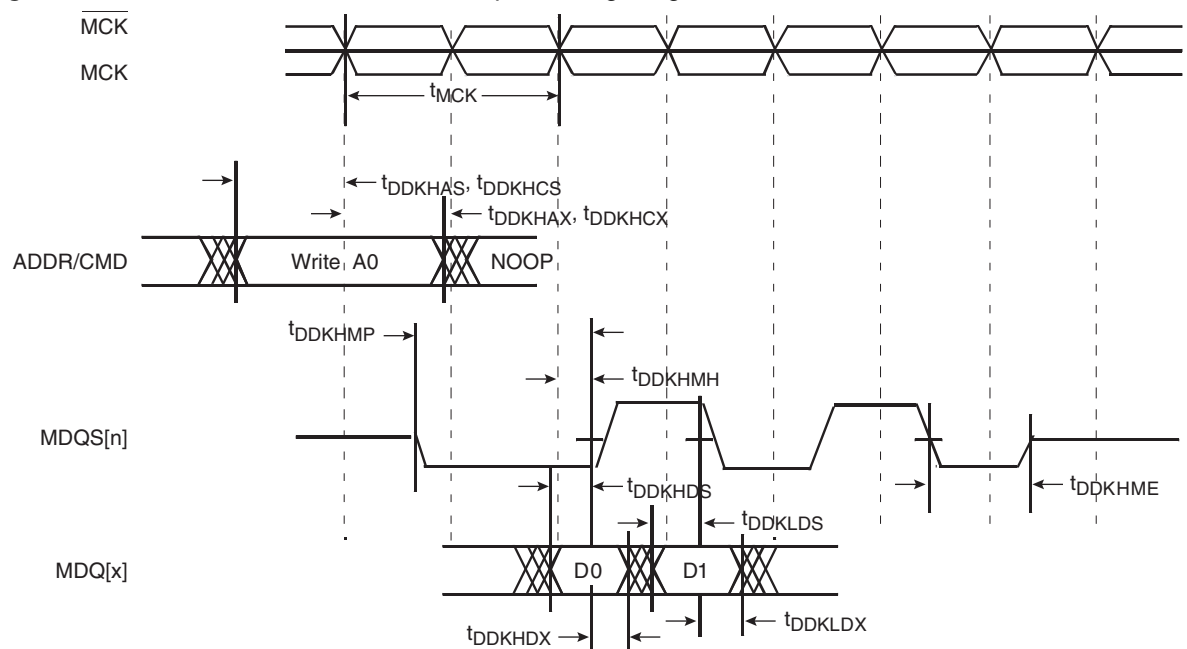 MCK
MCK
tMCK
tDDKHAS, tDDKHCS
tDDKHAX, tDDKHCX
ADDR/CMD
Write A0
NOOP
tDDKHMP
tDDKHMH
MDQS[n]
tDDKHDS
tDDKHME
tDDKLDS
MDQ[x]
D0
D1
tDDKLDX
tDDKHDX